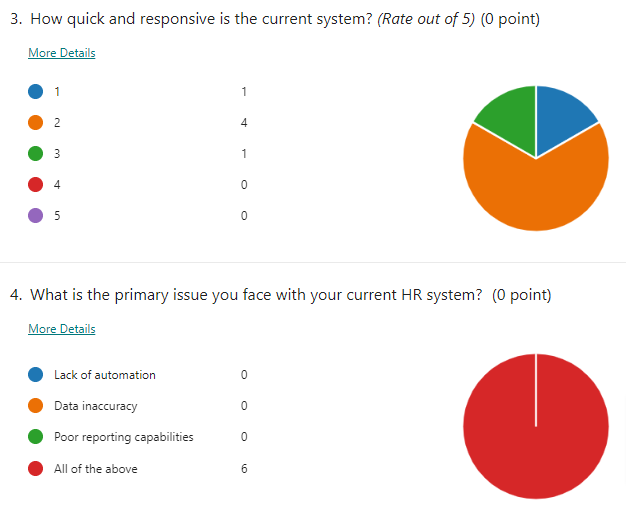 3. How quick and responsive is the current system? (Rate out of 5) (0 point)
More Details
1 1
2 4
3 1
4 0
5 0
4. What is the primary issue you face with your current HR system? (0 point)
More Details
Lack of automation 0
Data inaccuracy 0
Poor reporting capabilities 0
All of the above 6